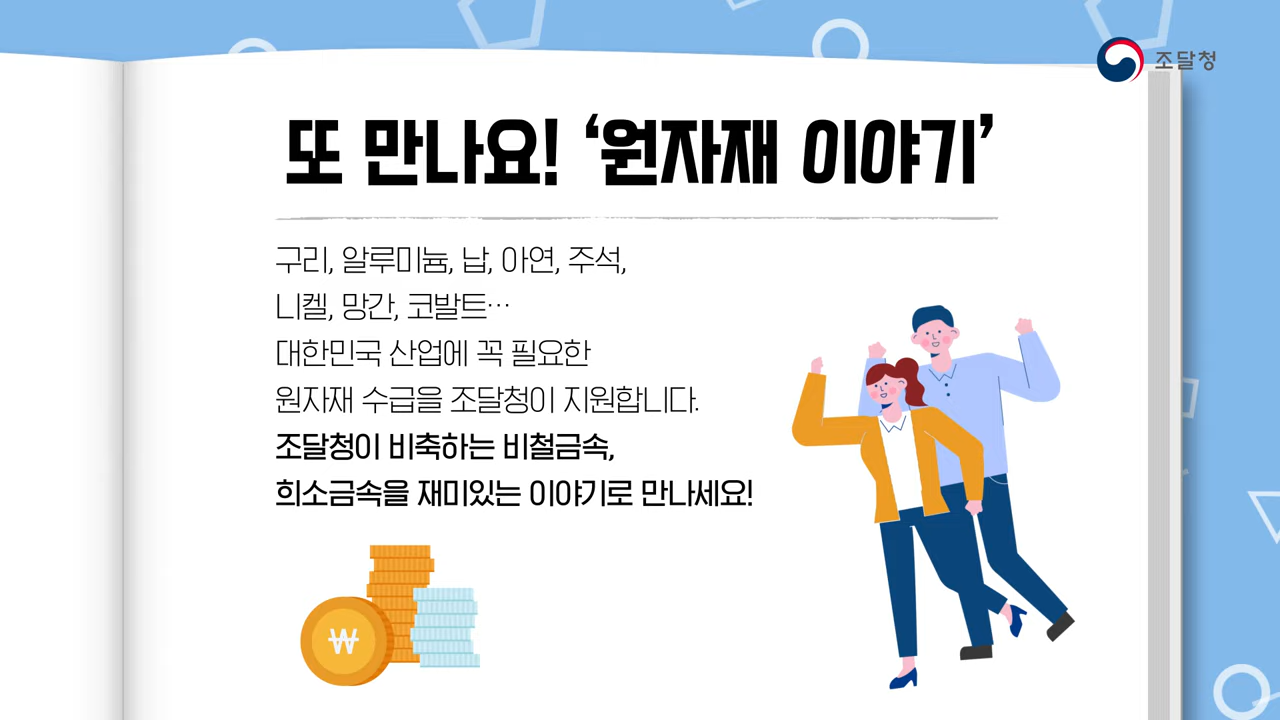 조달청
또 만나요! ‘원자재 이야기’
구리, 알루미늄, 납, 아연, 주석,
니켈, 망간, 코발트…
대한민국 산업에 꼭 필요한
원자재 수급을 조달청이 지원합니다.
조달청이 비축하는 비철금속,
희소금속을 재미있는 이야기로 만나세요!
₩